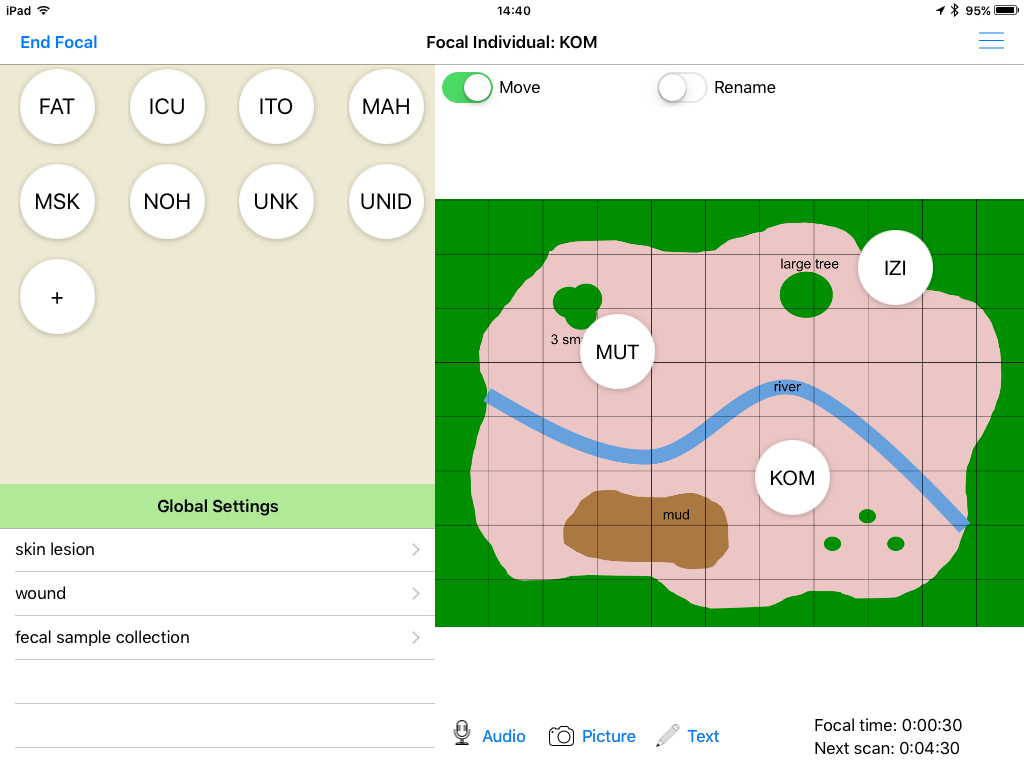 iPad 14:40 95%
End Focal Focal Individual: KOM
FAT ICU ITO MAH
MSK NOH UNK UNID
+
Global Settings
skin lesion
wound
fecal sample collection
Move Rename
large tree IZI
3 sm
MUT
river
KOM
mud
Audio Picture Text
Focal time: 0:00:30
Next scan: 0:04:30